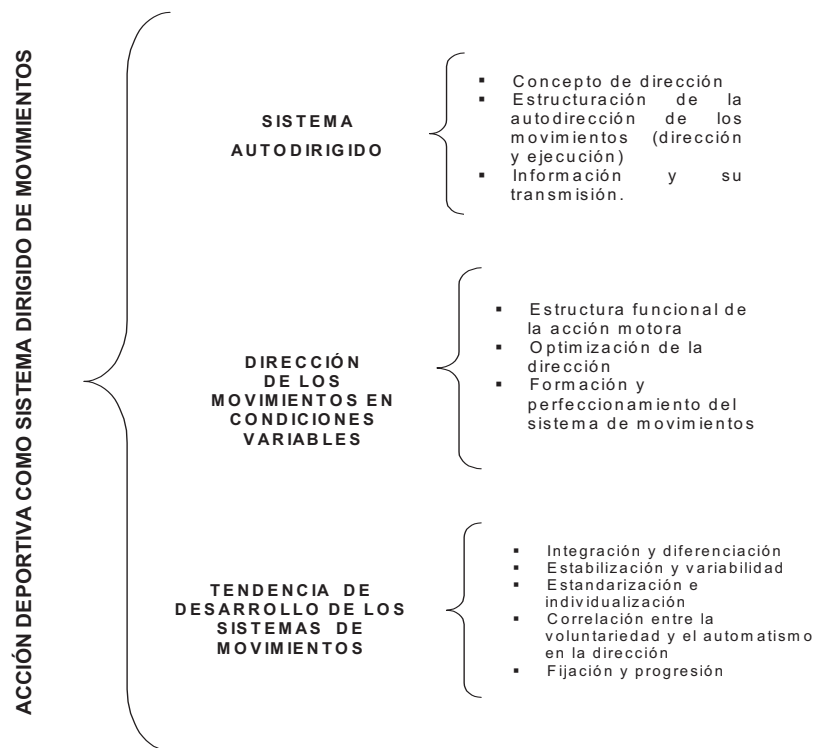 ACCIÓN DEPORTIVA COMO SISTEMA DIRIGIDO DE MOVIMIENTOS
SISTEMA
AUTODIRIGIDO
▪ Concepto de dirección
▪ Estructuración de la
autodirección de los
movimientos (dirección
y ejecución)
▪ Información y su
transmisión.
DIRECCIÓN
DE LOS
MOVIMIENTOS EN
CONDICIONES
VARIABLES
▪ Estructura funcional de
la acción motora
▪ Optimización de la
dirección
▪ Formación y
perfeccionamiento del
sistema de movimientos
TENDENCIA DE
DESARROLLO DE LOS
SISTEMAS DE
MOVIMIENTOS
▪ Integración y diferenciación
▪ Estabilización y variabilidad
▪ Estandarización e
individualización
▪ Correlación entre la
voluntariedad y el automatismo
en la dirección
▪ Fijación y progresión